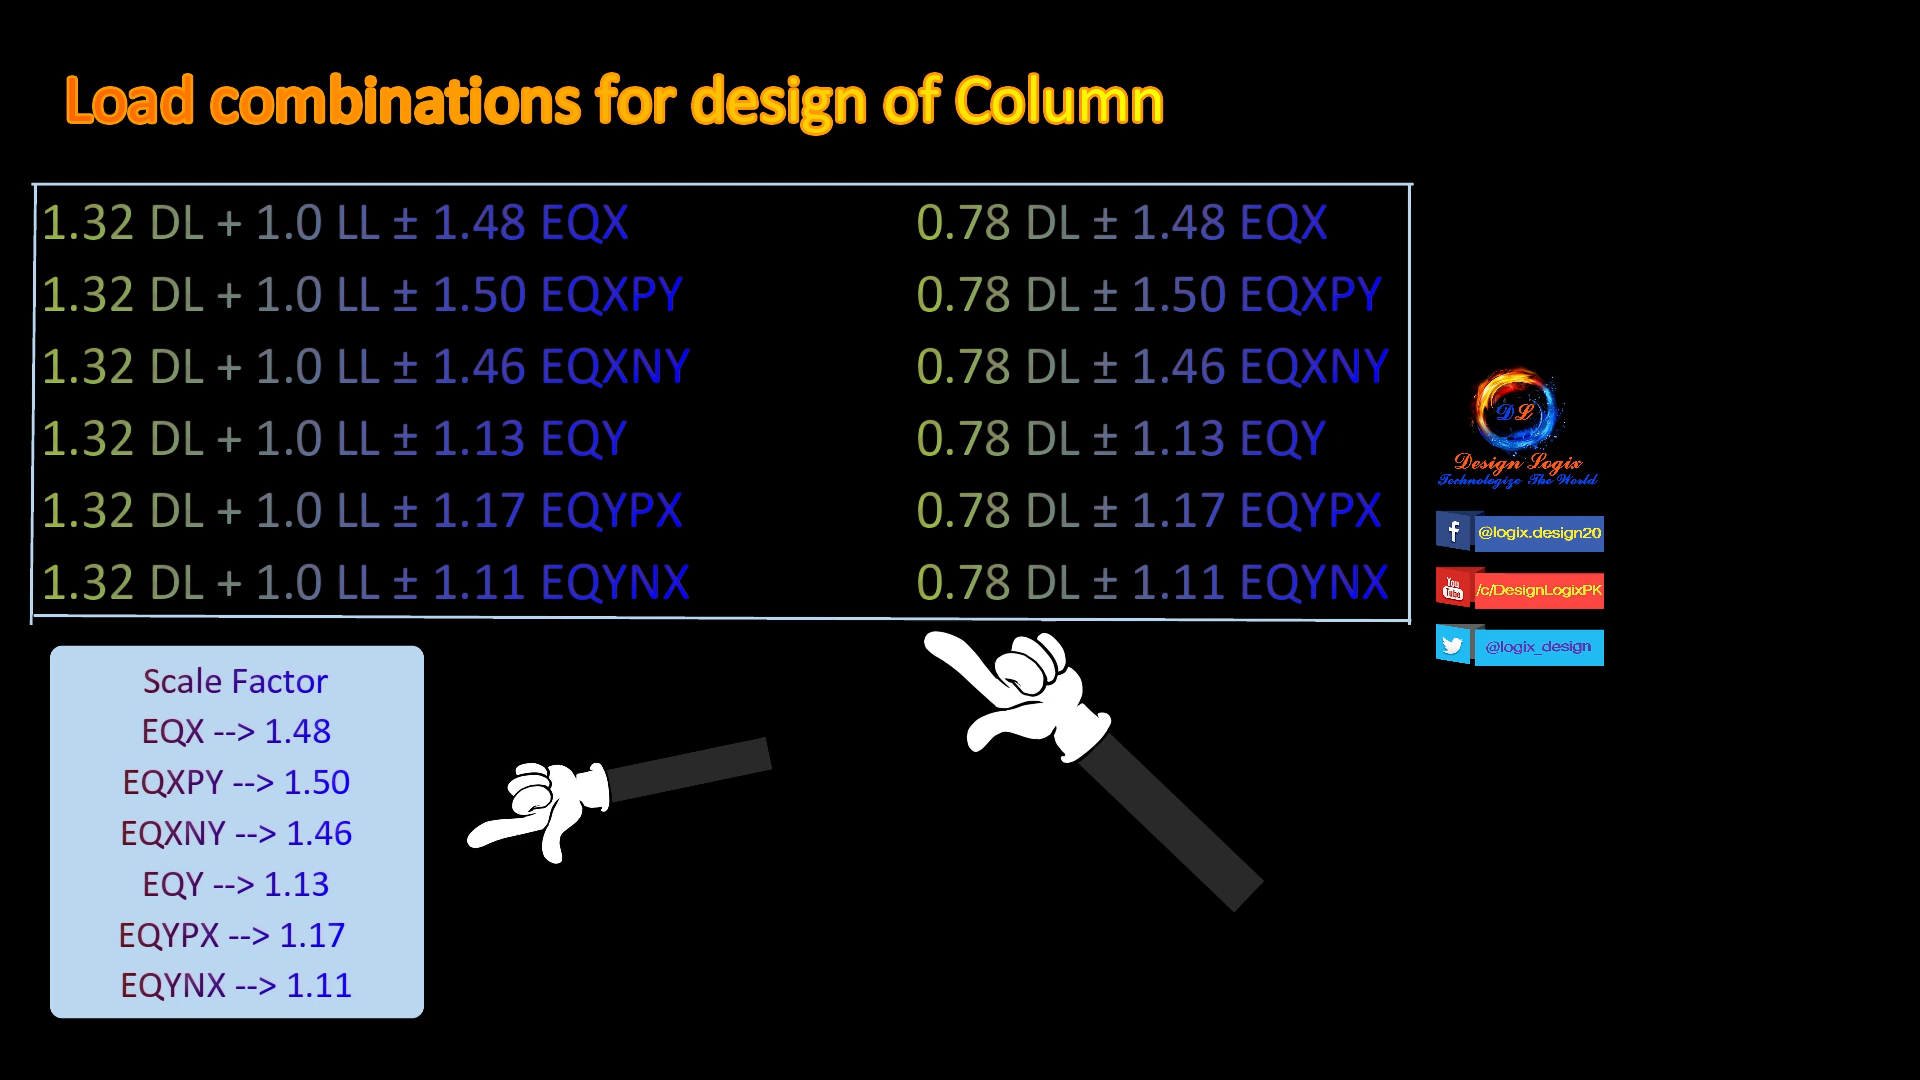 Load combinations for design of Column
1.32 DL + 1.0 LL ± 1.48 EQX
1.32 DL + 1.0 LL ± 1.50 EQXPY
1.32 DL + 1.0 LL ± 1.46 EQXNY
1.32 DL + 1.0 LL ± 1.13 EQY
1.32 DL + 1.0 LL ± 1.17 EQYPX
1.32 DL + 1.0 LL ± 1.11 EQYNX
0.78 DL ± 1.48 EQX
0.78 DL ± 1.50 EQXPY
0.78 DL ± 1.46 EQXNY
0.78 DL ± 1.13 EQY
0.78 DL ± 1.17 EQYPX
0.78 DL ± 1.11 EQYNX
Scale Factor
EQX --> 1.48
EQXPY --> 1.50
EQXNY --> 1.46
EQY --> 1.13
EQYPX --> 1.17
EQYNX --> 1.11
DL
Design Logix
Technologize The World
f @logix.design20
You Tube /c/DesignLogixPK
@logix_design